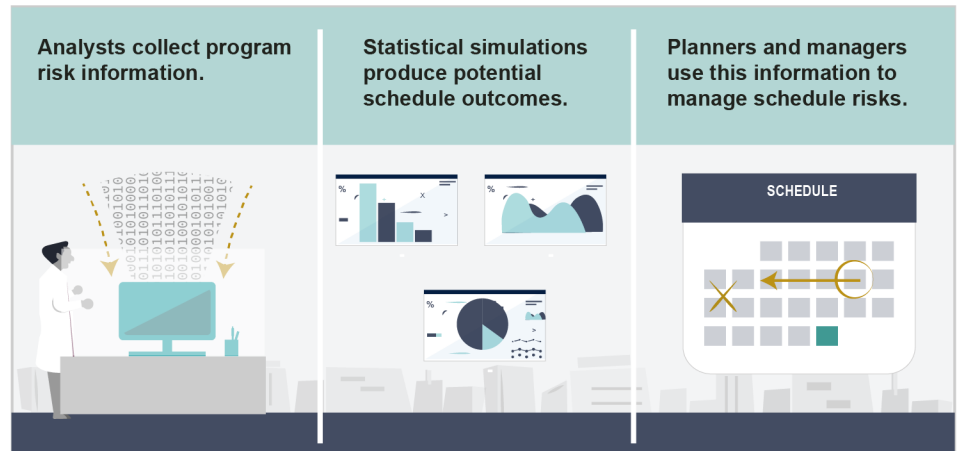 Analysts collect program
risk information.
Statistical simulations
produce potential
schedule outcomes.
Planners and managers
use this information to
manage schedule risks.
%
X
>
%
+
%
>
SCHEDULE